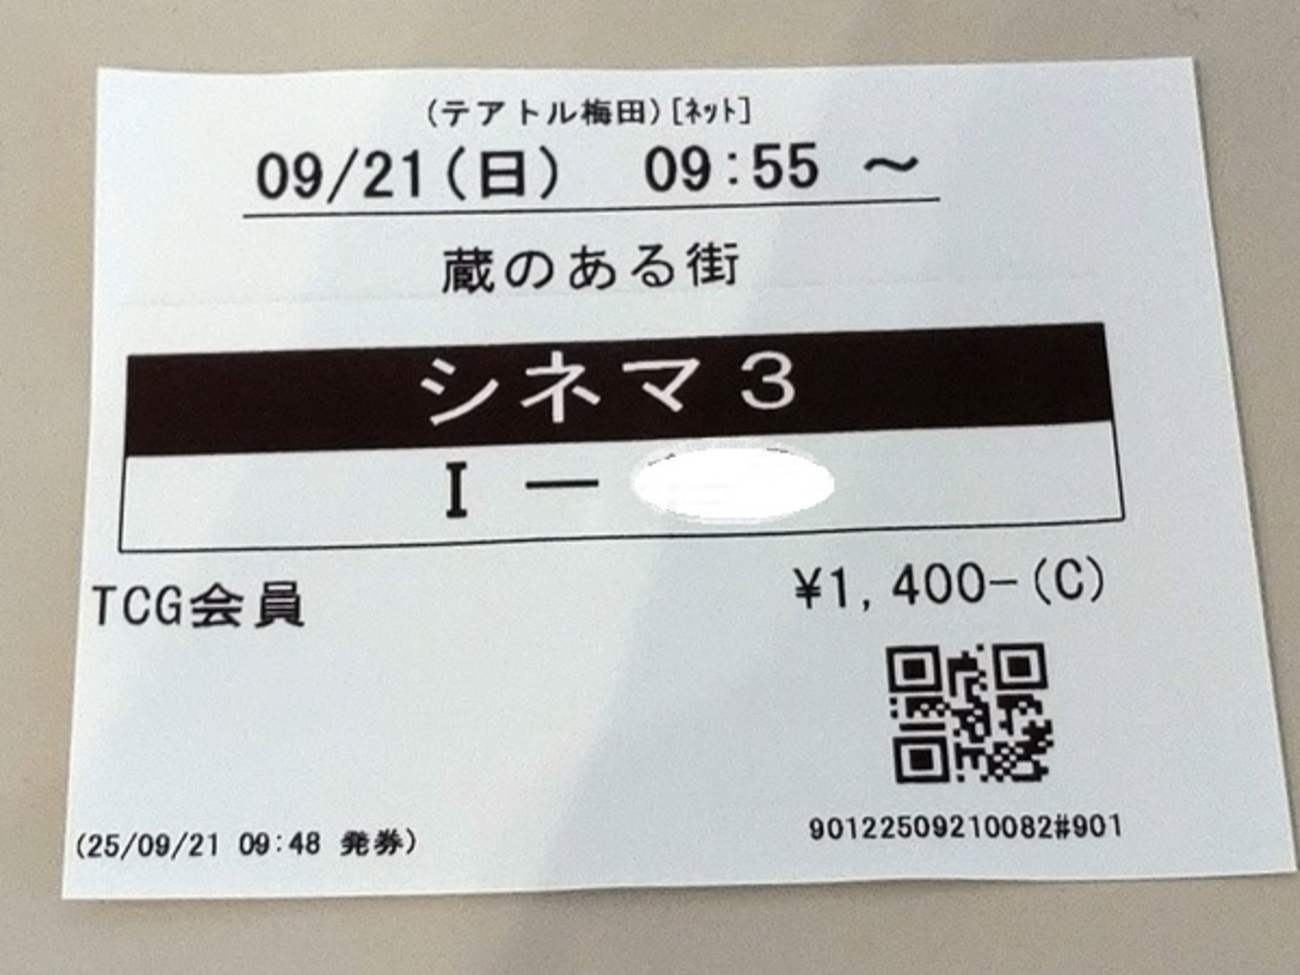 (テアトル梅田)[ﾈｯﾄ]
09/21(日) 09:55 ～
蔵のある街
シネマ３
I －
TCG会員 ¥1,400-(C)
(25/09/21 09:48 発券)
90122509210082#901